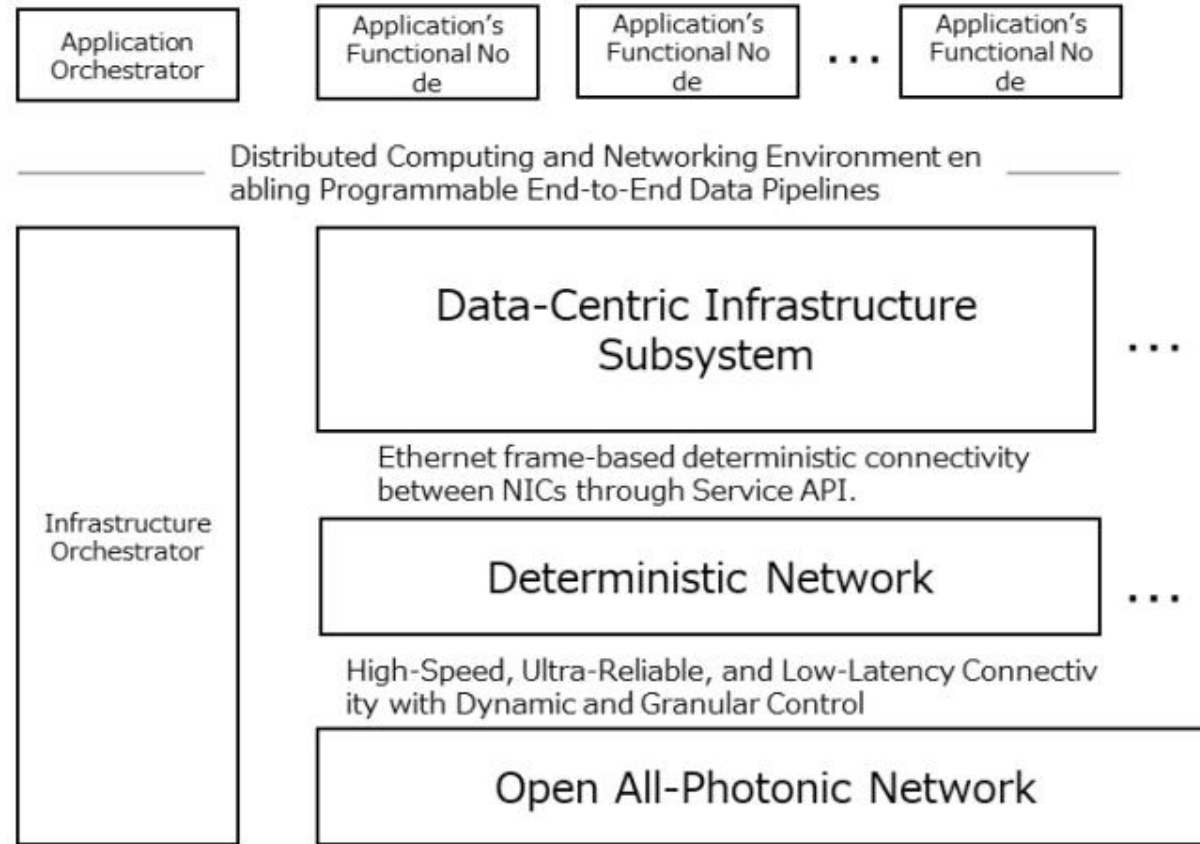 Application
Orchestrator
Application's
Functional No
de
Application's
Functional No
de
...
Application's
Functional No
de
Distributed Computing and Networking Environment en
abling Programmable End-to-End Data Pipelines
Infrastructure
Orchestrator
Data-Centric Infrastructure
Subsystem
...
Ethernet frame-based deterministic connectivity
between NICs through Service API.
Deterministic Network
...
High-Speed, Ultra-Reliable, and Low-Latency Connectiv
ity with Dynamic and Granular Control
Open All-Photonic Network